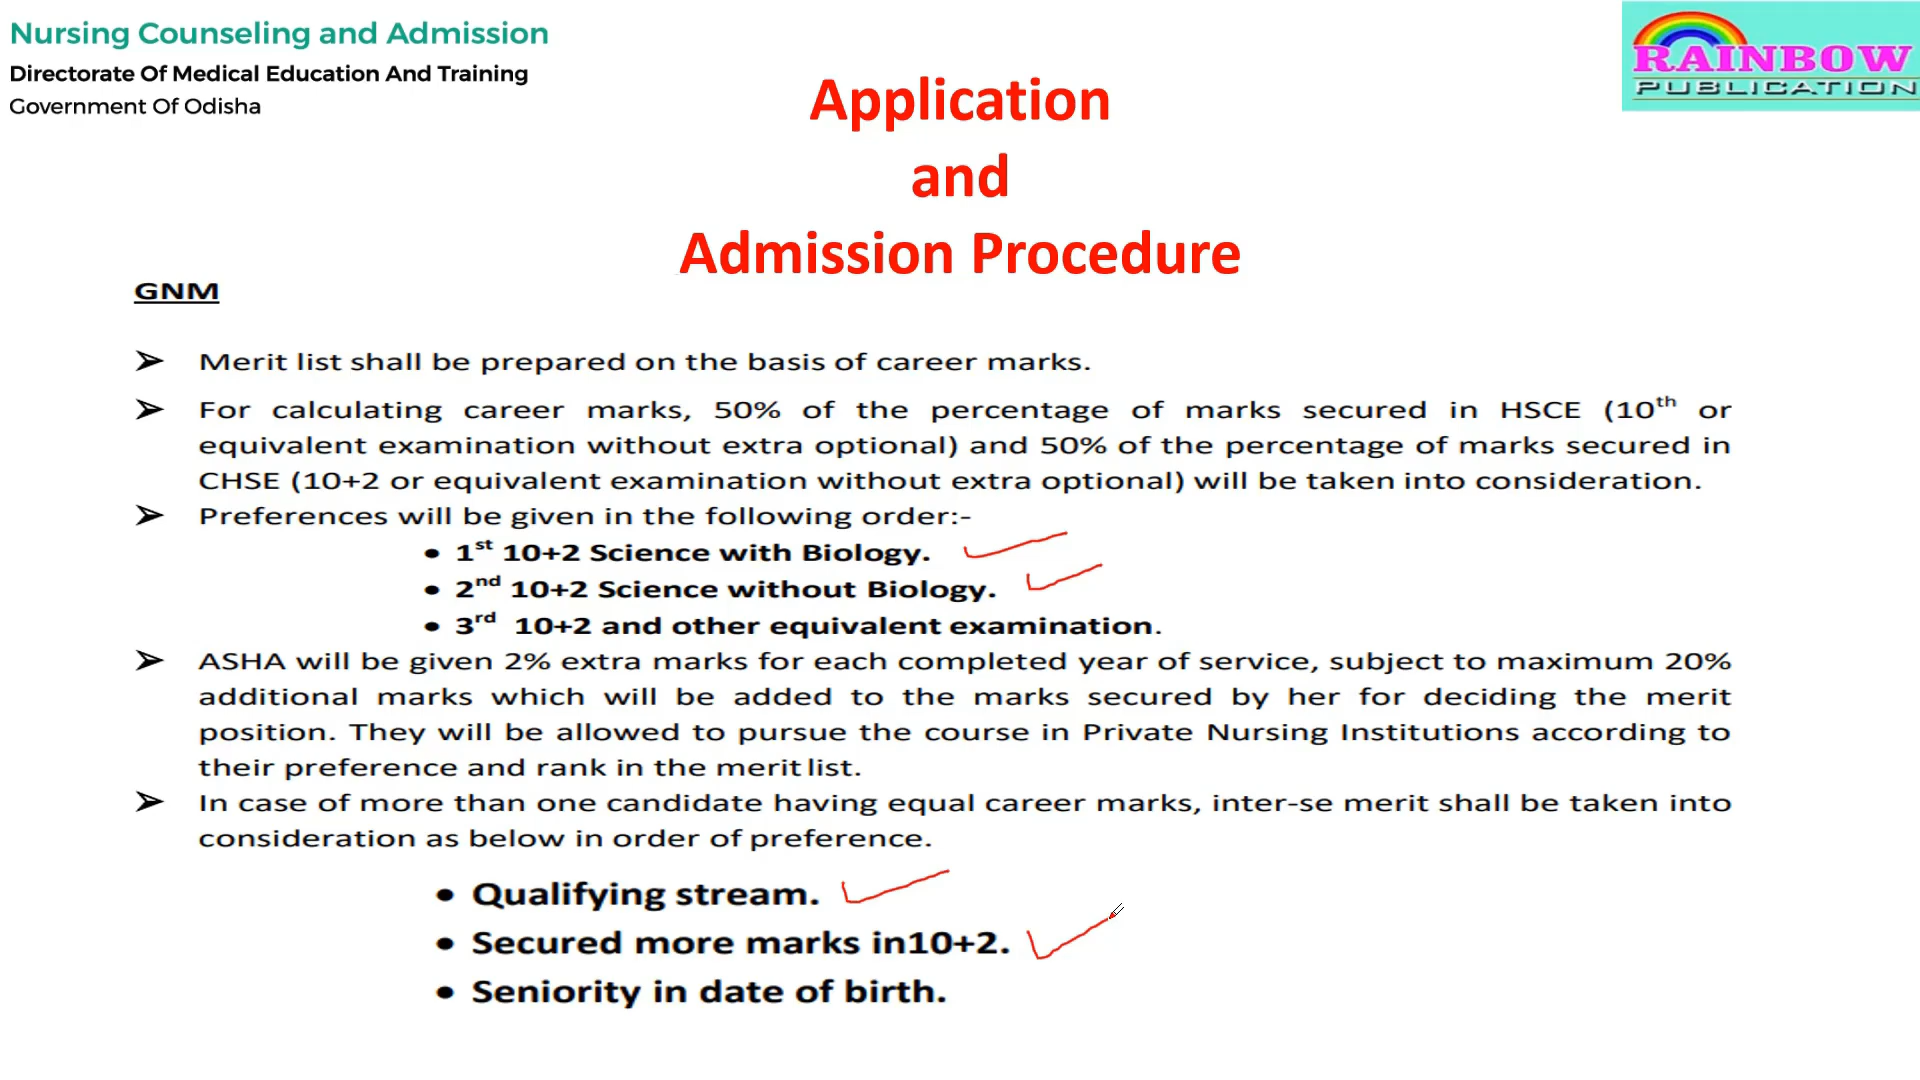 Nursing Counseling and Admission
Directorate Of Medical Education And Training
Government Of Odisha
RAINBOW
PUBLICATION
Application
and
Admission Procedure
GNM
➢ Merit list shall be prepared on the basis of career marks.
➢ For calculating career marks, 50% of the percentage of marks secured in HSCE (10th or
equivalent examination without extra optional) and 50% of the percentage of marks secured in
CHSE (10+2 or equivalent examination without extra optional) will be taken into consideration.
➢ Preferences will be given in the following order:-
• 1st 10+2 Science with Biology.
• 2nd 10+2 Science without Biology.
• 3rd 10+2 and other equivalent examination.
➢ ASHA will be given 2% extra marks for each completed year of service, subject to maximum 20%
additional marks which will be added to the marks secured by her for deciding the merit
position. They will be allowed to pursue the course in Private Nursing Institutions according to
their preference and rank in the merit list.
➢ In case of more than one candidate having equal career marks, inter-se merit shall be taken into
consideration as below in order of preference.
• Qualifying stream.
• Secured more marks in10+2.
• Seniority in date of birth.